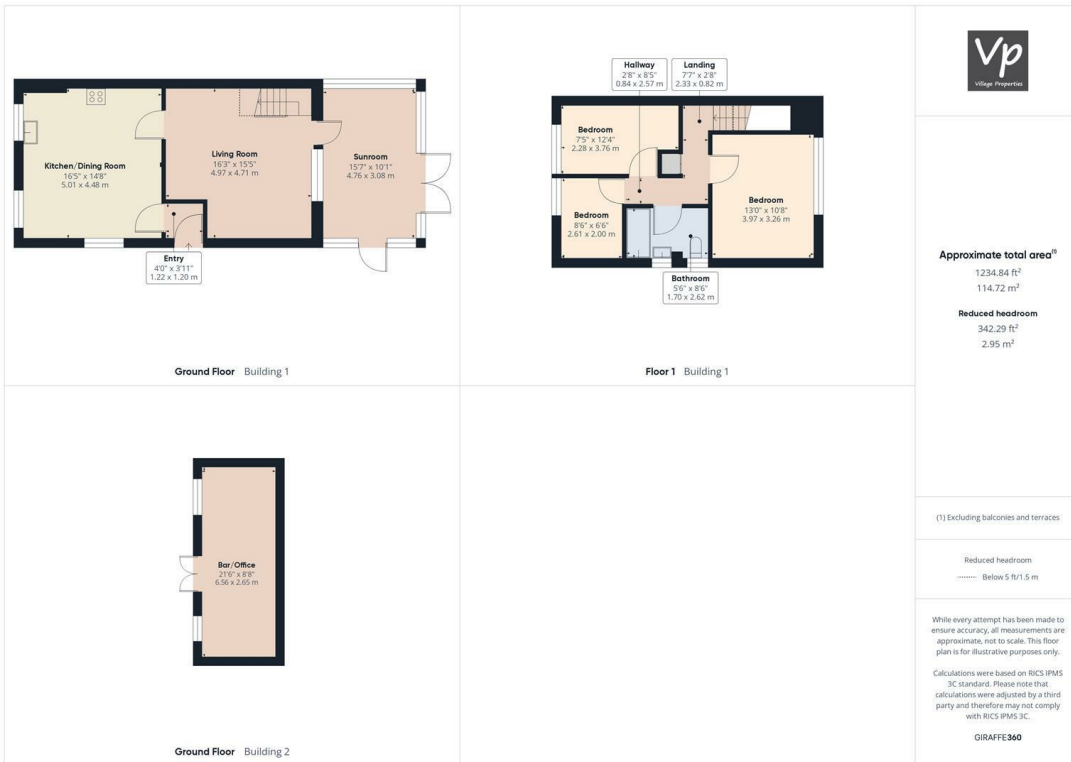 Kitchen/Dining Room
16'5" x 14'8"
5.01 x 4.48 m
Living Room
16'3" x 15'5"
4.97 x 4.71 m
Sunroom
15'7" x 10'1"
4.76 x 3.08 m
Entry
4'0" x 3'11"
1.22 x 1.20 m
Ground Floor Building 1
Hallway
2'8" x 8'5"
0.84 x 2.57 m
Landing
7'7" x 2'8"
2.33 x 0.82 m
Bedroom
7'5" x 12'4"
2.28 x 3.76 m
Bedroom
8'6" x 6'6"
2.61 x 2.00 m
Bedroom
13'0" x 10'8"
3.97 x 3.26 m
Bathroom
5'6" x 8'6"
1.70 x 2.62 m
Floor 1 Building 1
Bar/Office
21'6" x 8'8"
6.56 x 2.65 m
Ground Floor Building 2
Vp
Village Properties
Approximate total area(1)
1234.84 ft²
114.72 m²
Reduced headroom
342.29 ft²
2.95 m²
(1) Excluding balconies and terraces
Reduced headroom
Below 5 ft/1.5 m
While every attempt has been made to
ensure accuracy, all measurements are
approximate, not to scale. This floor
plan is for illustrative purposes only.
Calculations were based on RICS IPMS
3C standard. Please note that
calculations were adjusted by a third
party and therefore may not comply
with RICS IPMS 3C.
GIRAFFE360